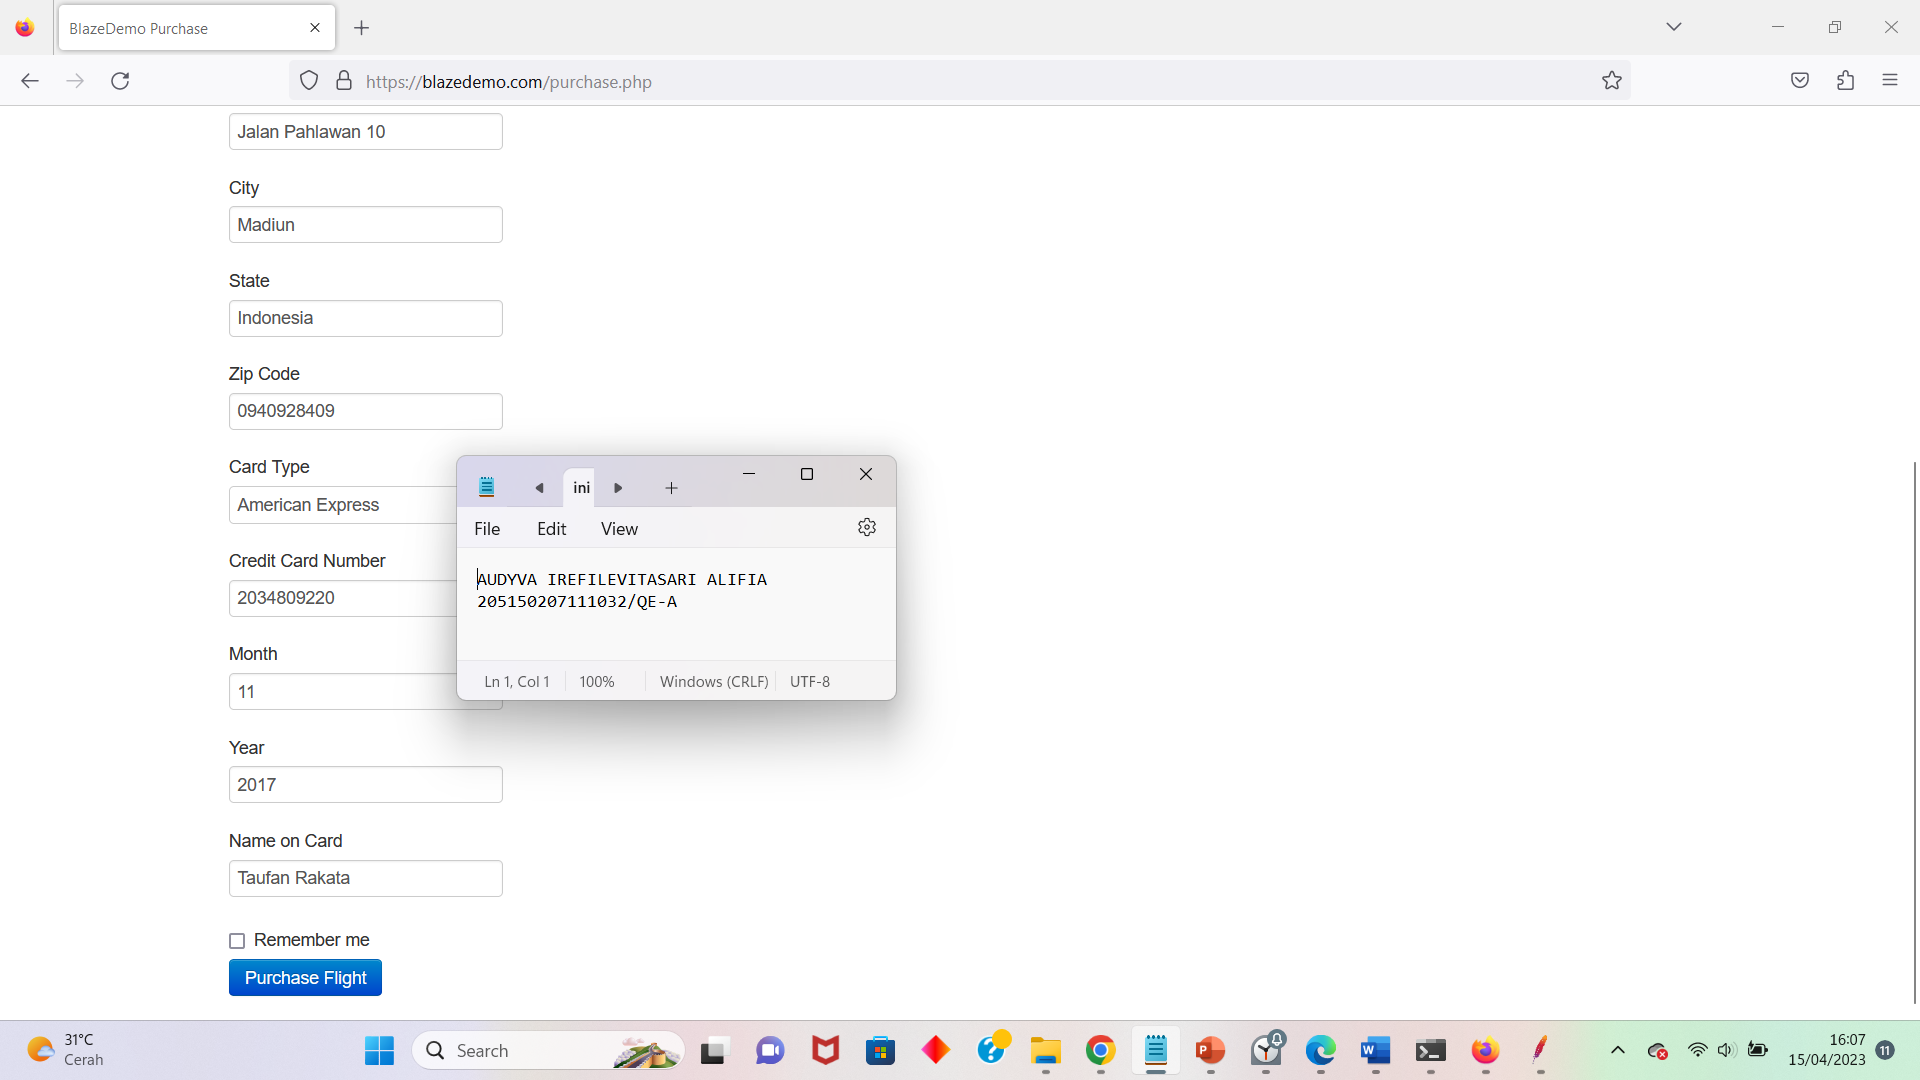 BlazeDemo Purchase
https://blazedemo.com/purchase.php
Jalan Pahlawan 10
City
Madiun
State
Indonesia
Zip Code
0940928409
Card Type
American Express
Credit Card Number
2034809220
Month
11
Year
2017
Name on Card
Taufan Rakata
Remember me
Purchase Flight
ini
File Edit View
AUDYVA IREFILEVITASARI ALIFIA
205150207111032/QE-A
Ln 1, Col 1 100% Windows (CRLF) UTF-8
31°C
Cerah
Search
16:07
15/04/2023
11